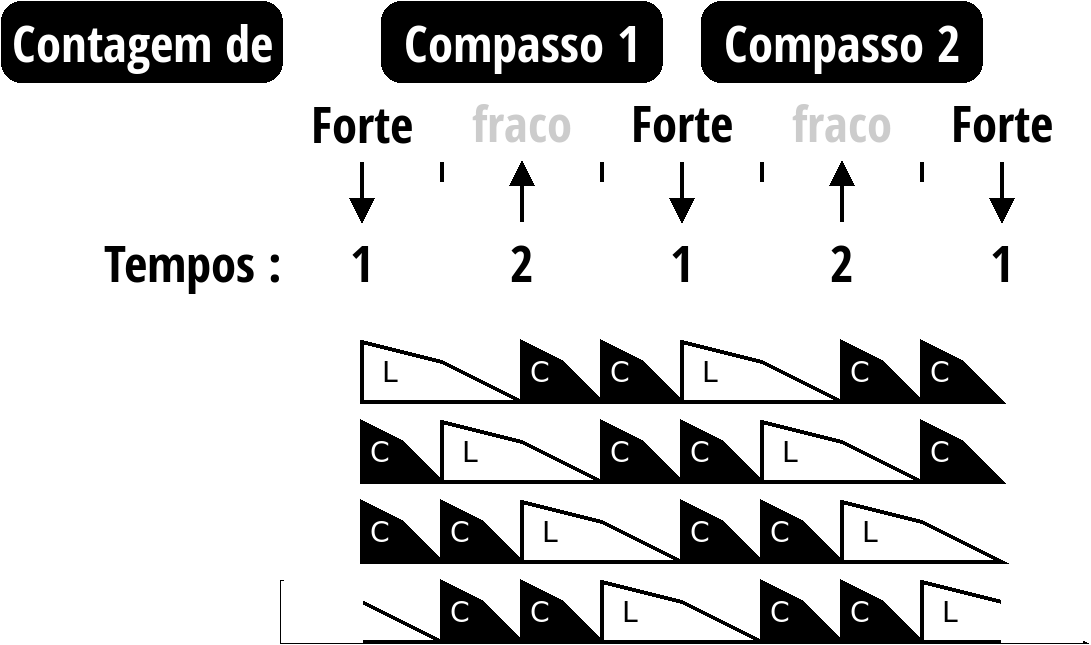 Contagem de Compasso 1 Compasso 2
Forte fraco Forte fraco Forte
Tempos : 1 2 1 2 1
L C C L C C
C L C C L C
C C L C C L
C C L C C L